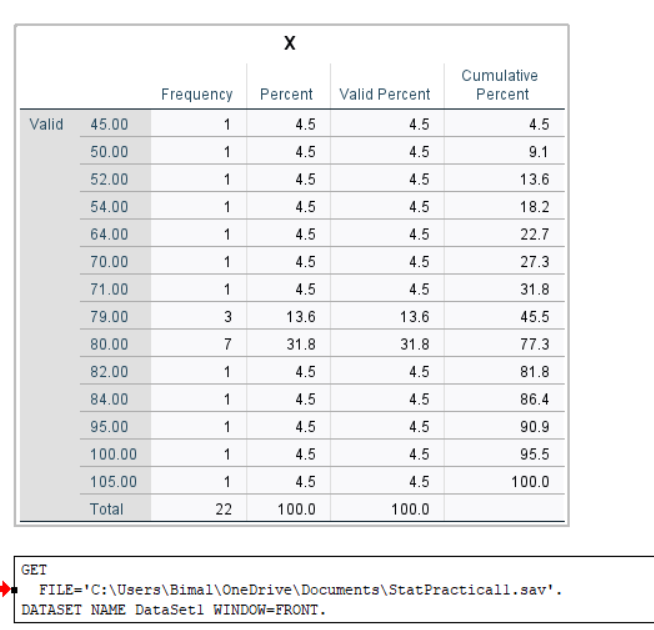 X
Frequency Percent Valid Percent Cumulative Percent
Valid 45.00 1 4.5 4.5 4.5
50.00 1 4.5 4.5 9.1
52.00 1 4.5 4.5 13.6
54.00 1 4.5 4.5 18.2
64.00 1 4.5 4.5 22.7
70.00 1 4.5 4.5 27.3
71.00 1 4.5 4.5 31.8
79.00 3 13.6 13.6 45.5
80.00 7 31.8 31.8 77.3
82.00 1 4.5 4.5 81.8
84.00 1 4.5 4.5 86.4
95.00 1 4.5 4.5 90.9
100.00 1 4.5 4.5 95.5
105.00 1 4.5 4.5 100.0
Total 22 100.0 100.0
GET
FILE='C:\Users\Bimal\OneDrive\Documents\StatPractical1.sav'.
DATASET NAME DataSet1 WINDOW=FRONT.